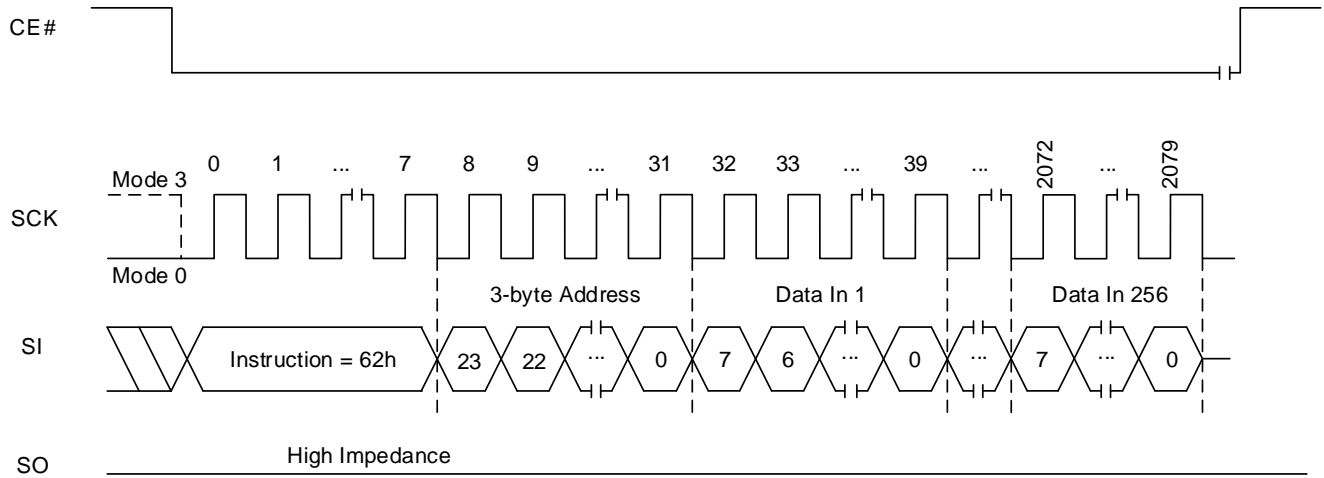 CE#
0 1 ... 7 8 9 ... 31 32 33 ... 39 ... 2072 ... 2079
Mode 3
SCK
Mode 0
3-byte Address Data In 1 Data In 256
SI Instruction = 62h 23 22 ... 0 7 6 ... 0 ... 7 ... 0
High Impedance
SO